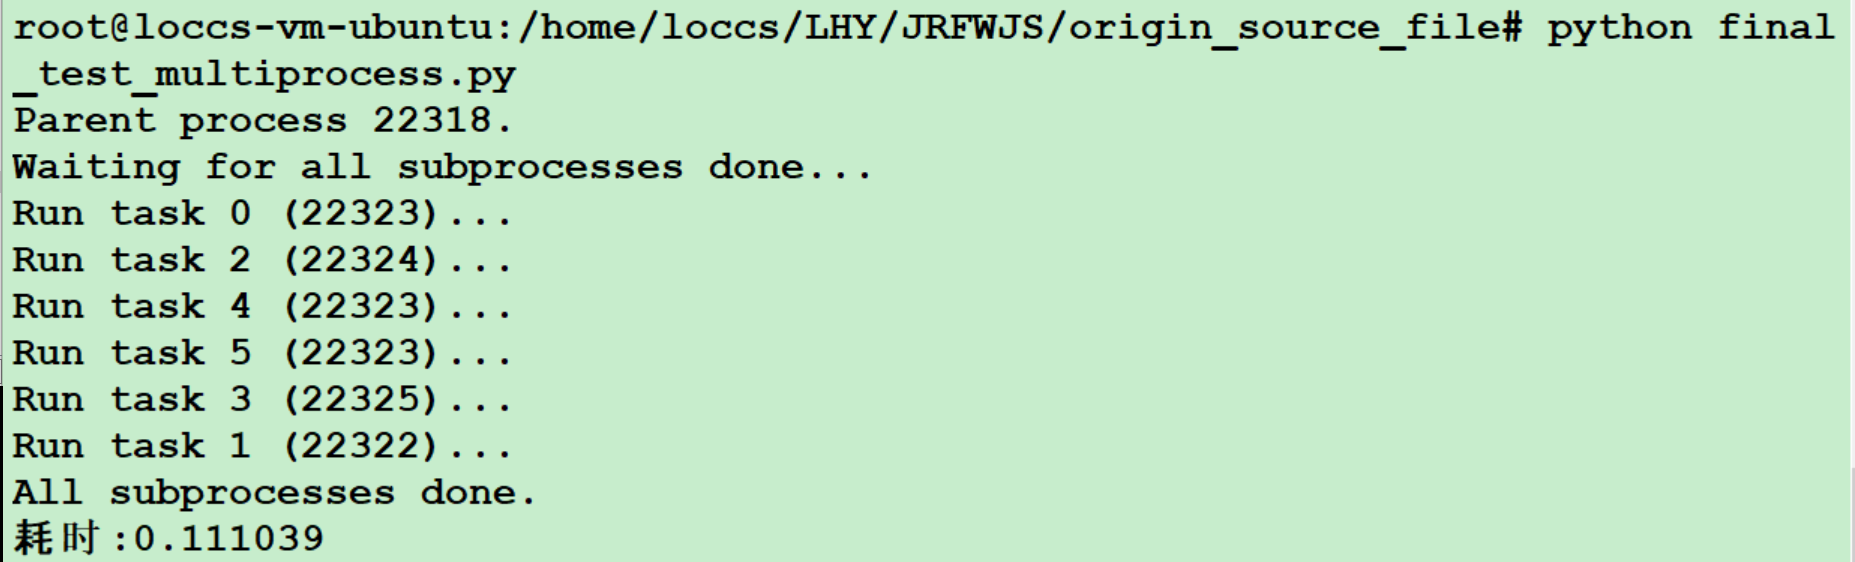 root@loccs-vm-ubuntu:/home/loccs/LHY/JRFWJS/origin_source_file# python final
_test_multiprocess.py
Parent process 22318.
Waiting for all subprocesses done...
Run task 0 (22323)...
Run task 2 (22324)...
Run task 4 (22323)...
Run task 5 (22323)...
Run task 3 (22325)...
Run task 1 (22322)...
All subprocesses done.
耗时:0.111039